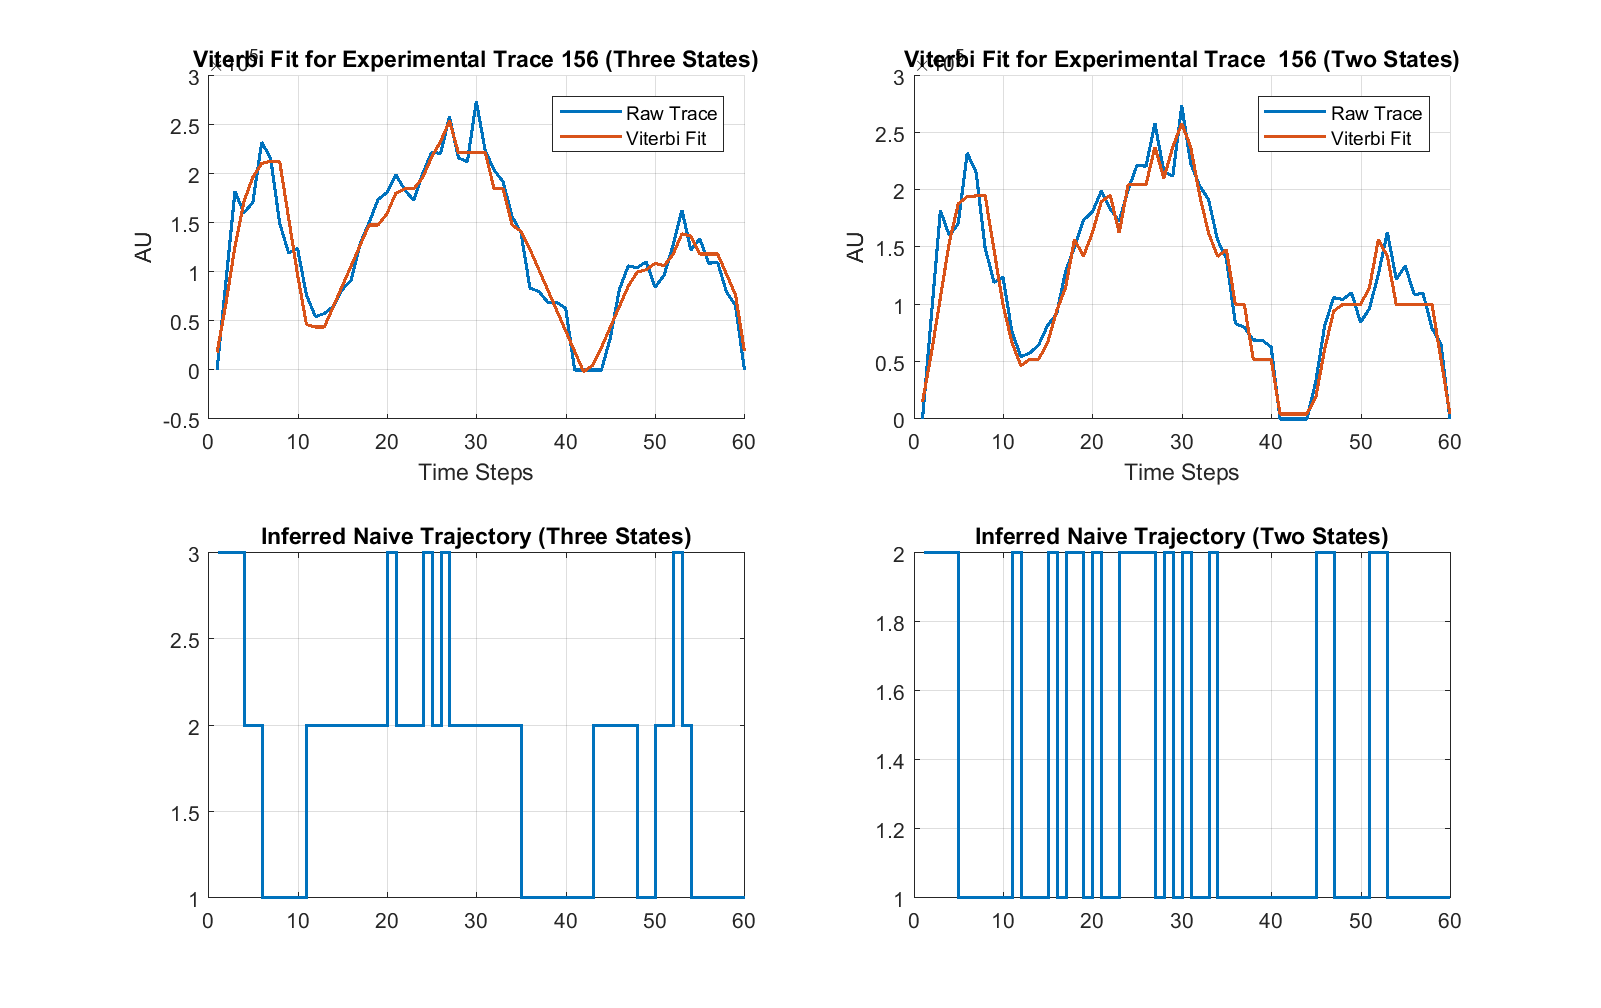 Viterbi Fit for Experimental Trace 156 (Three States)
×10^5
3
2.5
2
1.5
1
0.5
0
-0.5
AU
Raw Trace
Viterbi Fit
0 10 20 30 40 50 60
Time Steps
Viterbi Fit for Experimental Trace  156 (Two States)
×10^5
3
2.5
2
1.5
1
0.5
0
AU
Raw Trace
Viterbi Fit
0 10 20 30 40 50 60
Time Steps
Inferred Naive Trajectory (Three States)
3
2.5
2
1.5
1
0 10 20 30 40 50 60
Inferred Naive Trajectory (Two States)
2
1.8
1.6
1.4
1.2
1
0 10 20 30 40 50 60